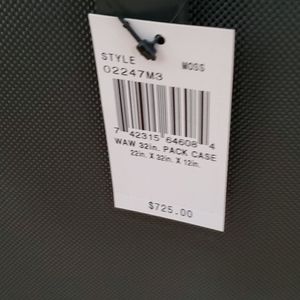 STYLE MOSS
02247M3
7 42315 64608 4
WAW 32in. PACK CASE
22in. X 32in. X 12in.
$725.00